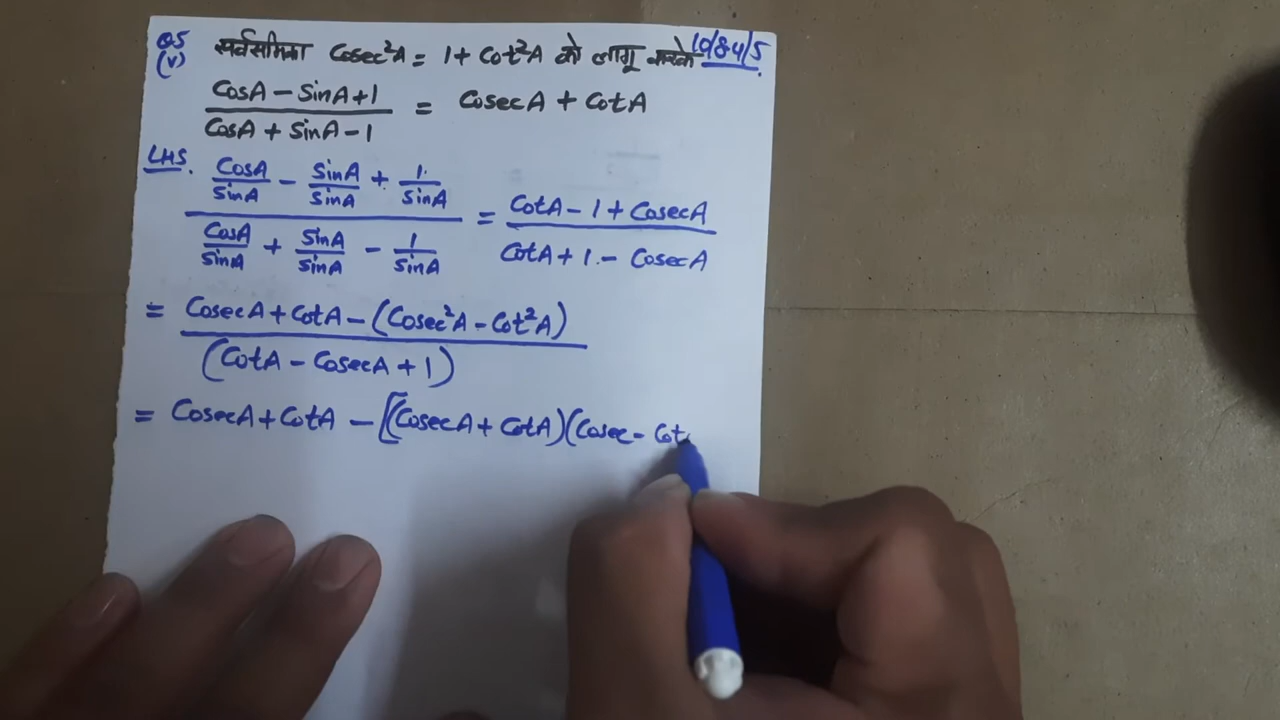 Q5 सर्वसमिका Cosec²A = 1 + Cot²A को लागू करके 10/8.4/5
(v) CosA - SinA + 1 / CosA + SinA - 1 = CosecA + CotA
LHS. CosA/SinA - SinA/SinA + 1/SinA / CosA/SinA + SinA/SinA - 1/SinA = CotA - 1 + CosecA / CotA + 1 - CosecA
= CosecA + CotA - (Cosec²A - Cot²A) / (CotA - CosecA + 1)
= CosecA + CotA - [(CosecA + CotA)(Cosec - Cot